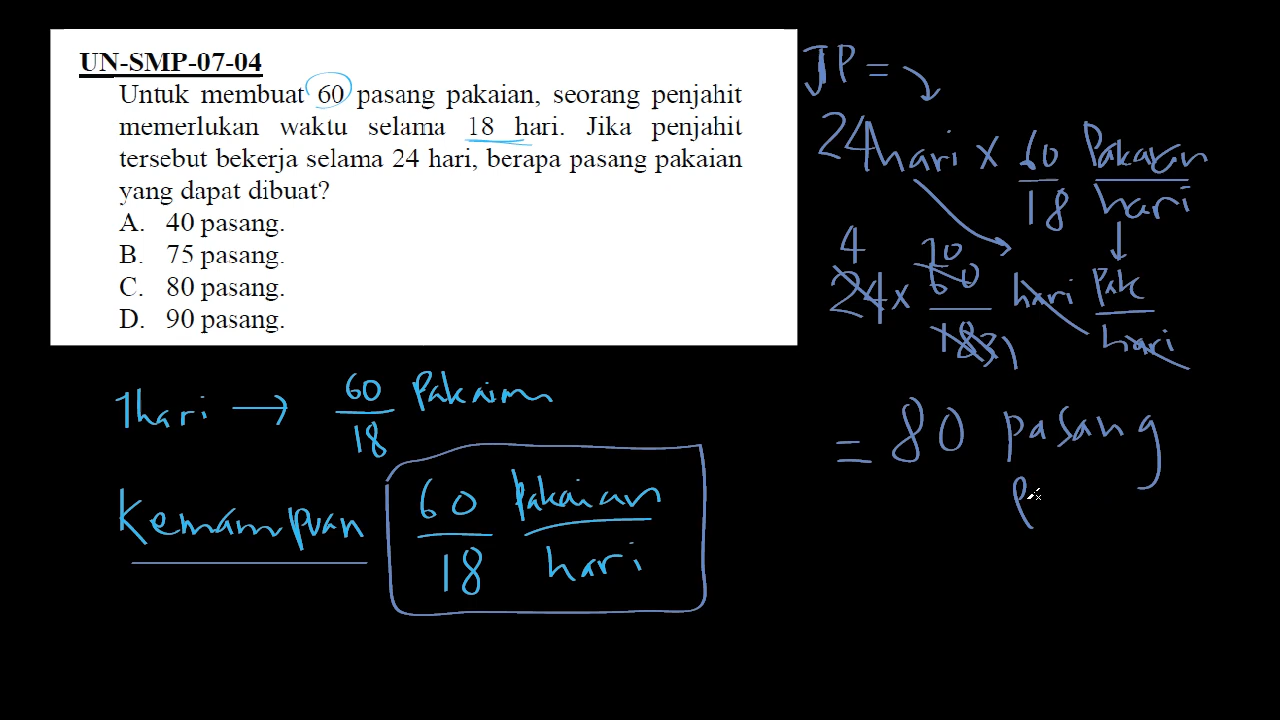 UN-SMP-07-04
Untuk membuat 60 pasang pakaian, seorang penjahit
memerlukan waktu selama 18 hari. Jika penjahit
tersebut bekerja selama 24 hari, berapa pasang pakaian
yang dapat dibuat?
A. 40 pasang.
B. 75 pasang.
C. 80 pasang.
D. 90 pasang.
1hari → 60 Pakaian
18
Kemampuan 60 Pakaian
18 hari
JP =
24 hari × 60 Pakaian
18 hari
4 20
24 × 60 hari Pak
18 3 hari
= 80 pasang
P